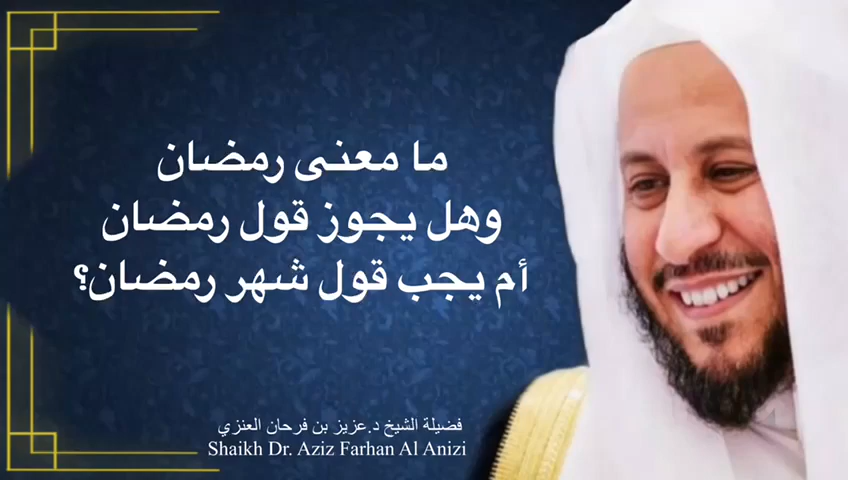 ما معنى رمضان
وهل يجوز قول رمضان
أم يجب قول شهر رمضان؟
فضيلة الشيخ د.عزيز بن فرحان العنزي
Shaikh Dr. Aziz Farhan Al Anizi